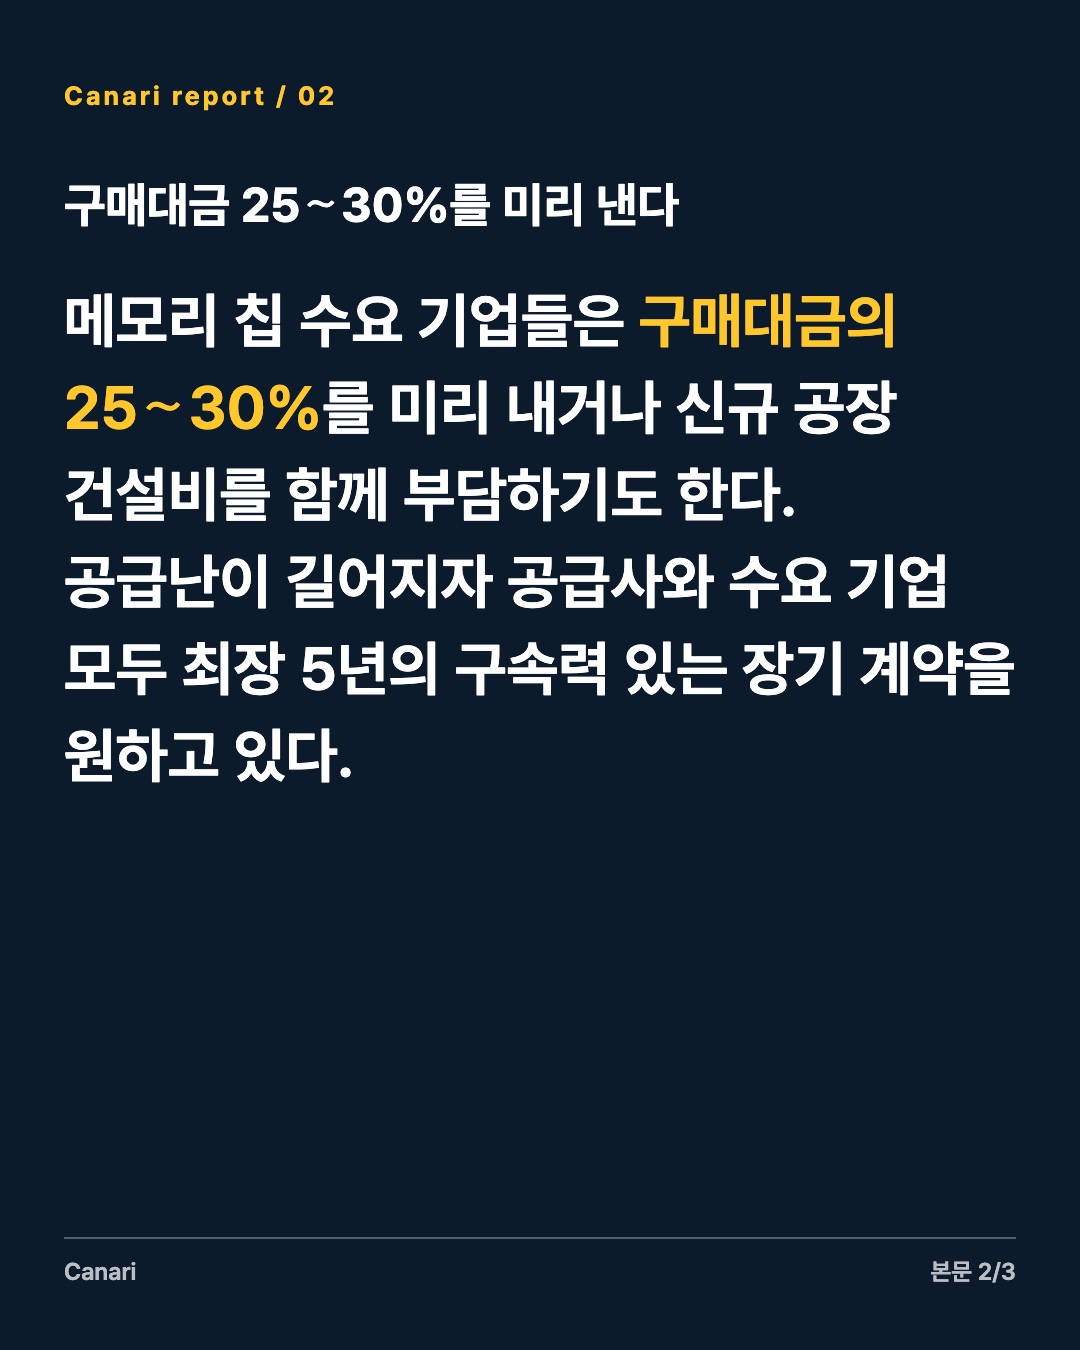 Canari report / 02
구매대금 25~30%를 미리 낸다
메모리 칩 수요 기업들은 구매대금의
25~30%를 미리 내거나 신규 공장
건설비를 함께 부담하기도 한다.
공급난이 길어지자 공급사와 수요 기업
모두 최장 5년의 구속력 있는 장기 계약을
원하고 있다.
Canari
본문 2/3